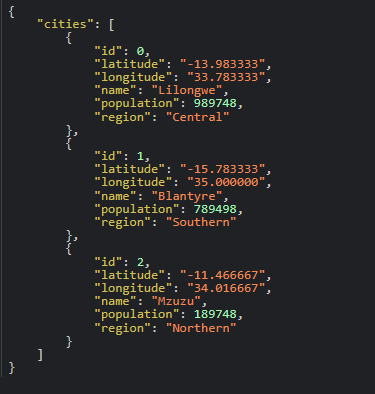 {
    "cities": [
        {
            "id": 0,
            "latitude": "-13.983333",
            "longitude": "33.783333",
            "name": "Lilongwe",
            "population": 989748,
            "region": "Central"
        },
        {
            "id": 1,
            "latitude": "-15.783333",
            "longitude": "35.000000",
            "name": "Blantyre",
            "population": 789498,
            "region": "Southern"
        },
        {
            "id": 2,
            "latitude": "-11.466667",
            "longitude": "34.016667",
            "name": "Mzuzu",
            "population": 189748,
            "region": "Northern"
        }
    ]
}